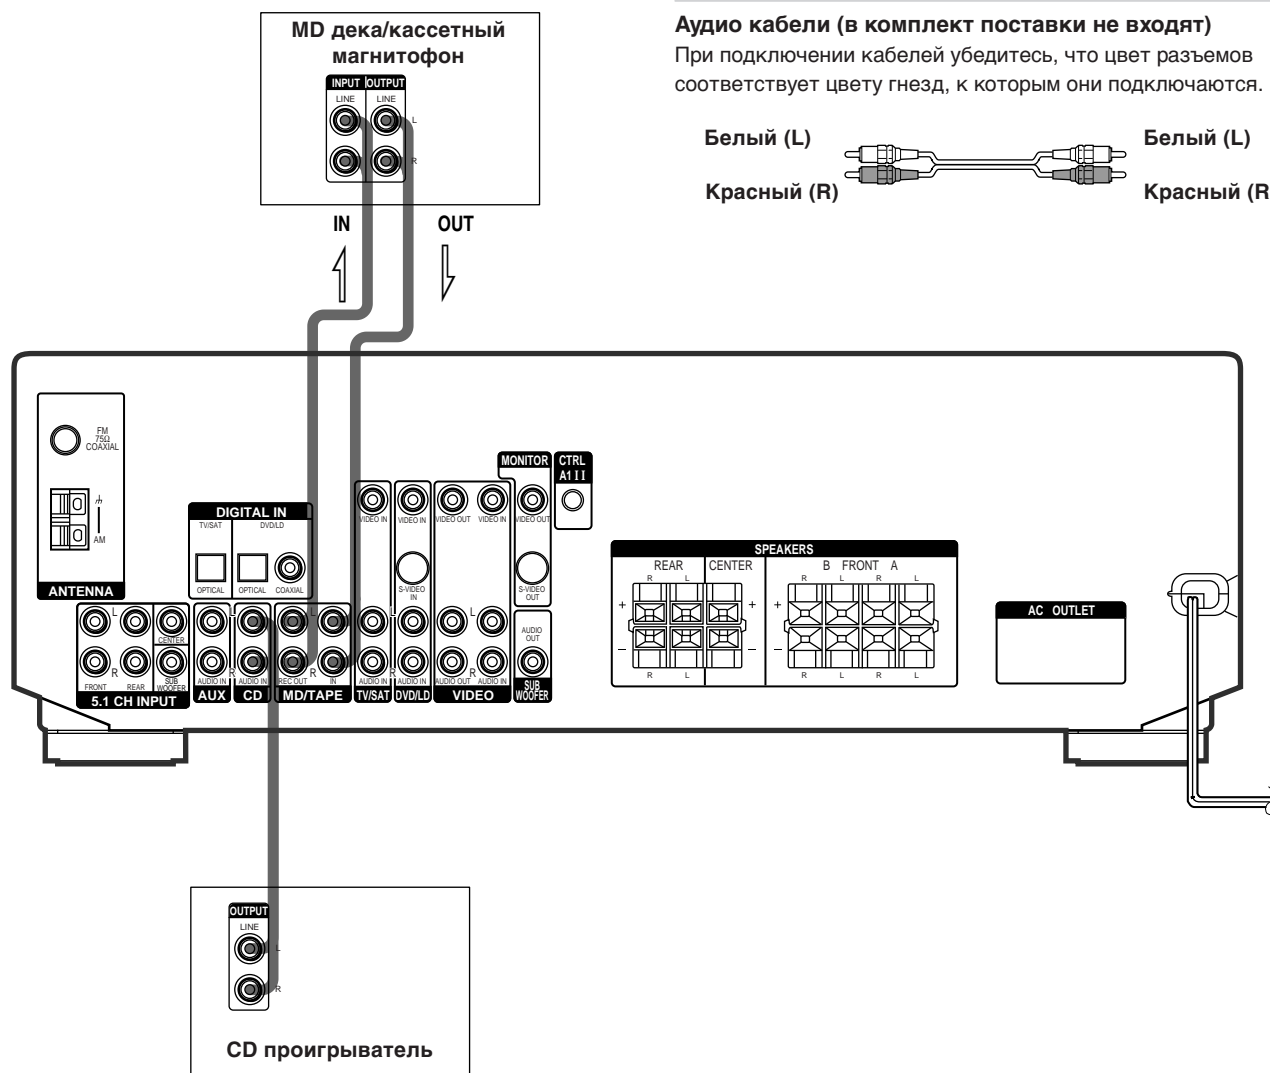 MD дека/кассетный
магнитофон
INPUT OUTPUT
LINE LINE
L
R
IN OUT
Аудио кабели (в комплект поставки не входят)
При подключении кабелей убедитесь, что цвет разъемов
соответствует цвету гнезд, к которым они подключаются.
Белый (L) Белый (L)
Красный (R) Красный (R
FM
75Ω
COAXIAL
AM
ANTENNA
DIGITAL IN
TV/SAT DVD/LD
OPTICAL OPTICAL COAXIAL
MONITOR
CTRL
A1 II
VIDEO IN VIDEO IN VIDEO OUT VIDEO IN VIDEO OUT
S-VIDEO
IN
S-VIDEO
OUT
L L L L L
CENTER
AUDIO
OUT
R R R R R
FRONT REAR SUB
WOOFER
AUDIO IN AUDIO IN REC OUT IN AUDIO IN AUDIO IN AUDIO OUT AUDIO IN
5.1 CH INPUT AUX CD MD/TAPE TV/SAT DVD/LD VIDEO SUB
WOOFER
SPEAKERS
REAR CENTER B FRONT A
R L R L R L
+ + +
– – –
R L R L R L
AC OUTLET
OUTPUT
LINE
L
R
CD проигрыватель